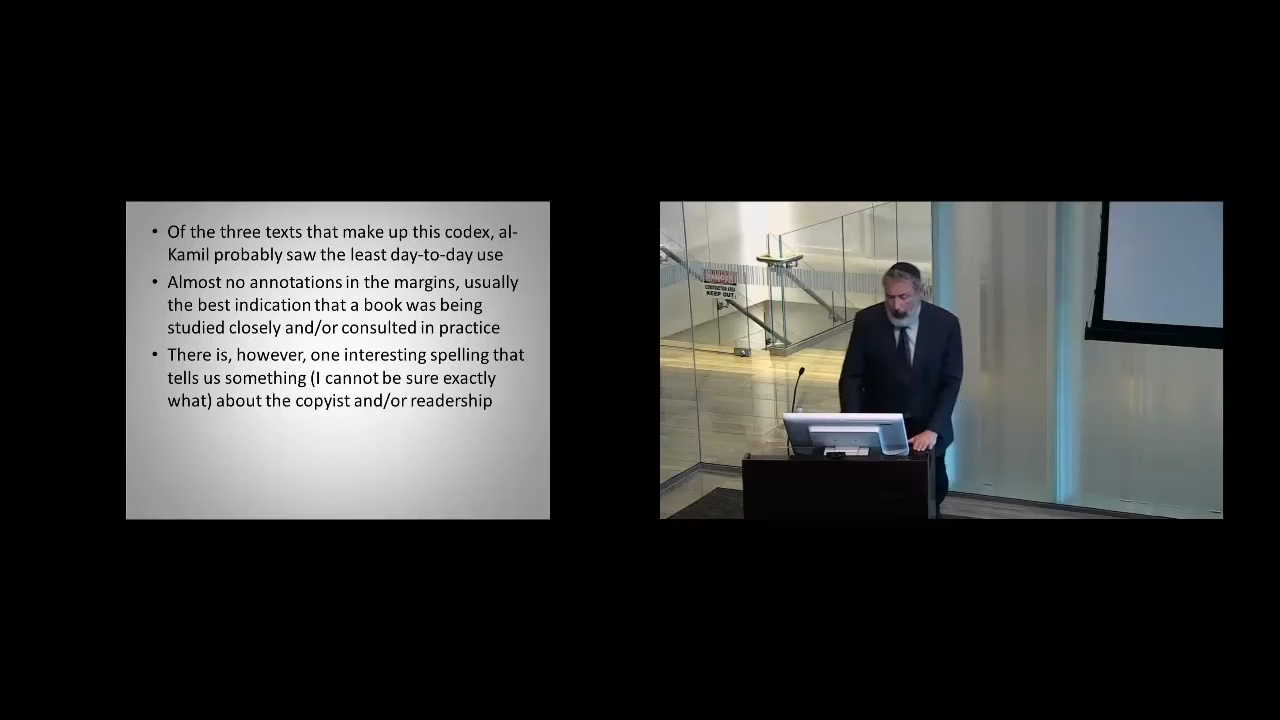 • Of the three texts that make up this codex, al-
Kamil probably saw the least day-to-day use
• Almost no annotations in the margins, usually
the best indication that a book was being
studied closely and/or consulted in practice
• There is, however, one interesting spelling that
tells us something (I cannot be sure exactly
what) about the copyist and/or readership
CONSTRUCTION AREA
KEEP OUT